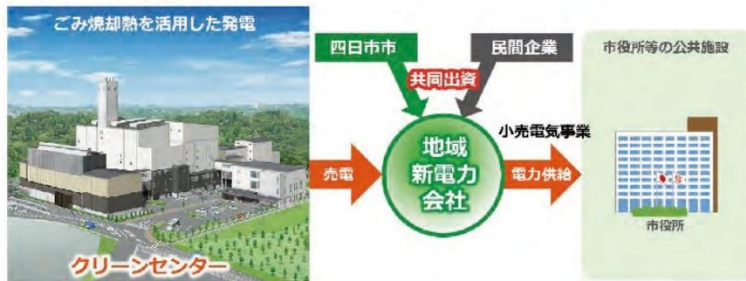 ごみ焼却熱を活用した発電
クリーンセンター
売電
四日市市
民間企業
共同出資
地域
新電力
会社
小売電気事業
電力供給
市役所等の公共施設
市役所